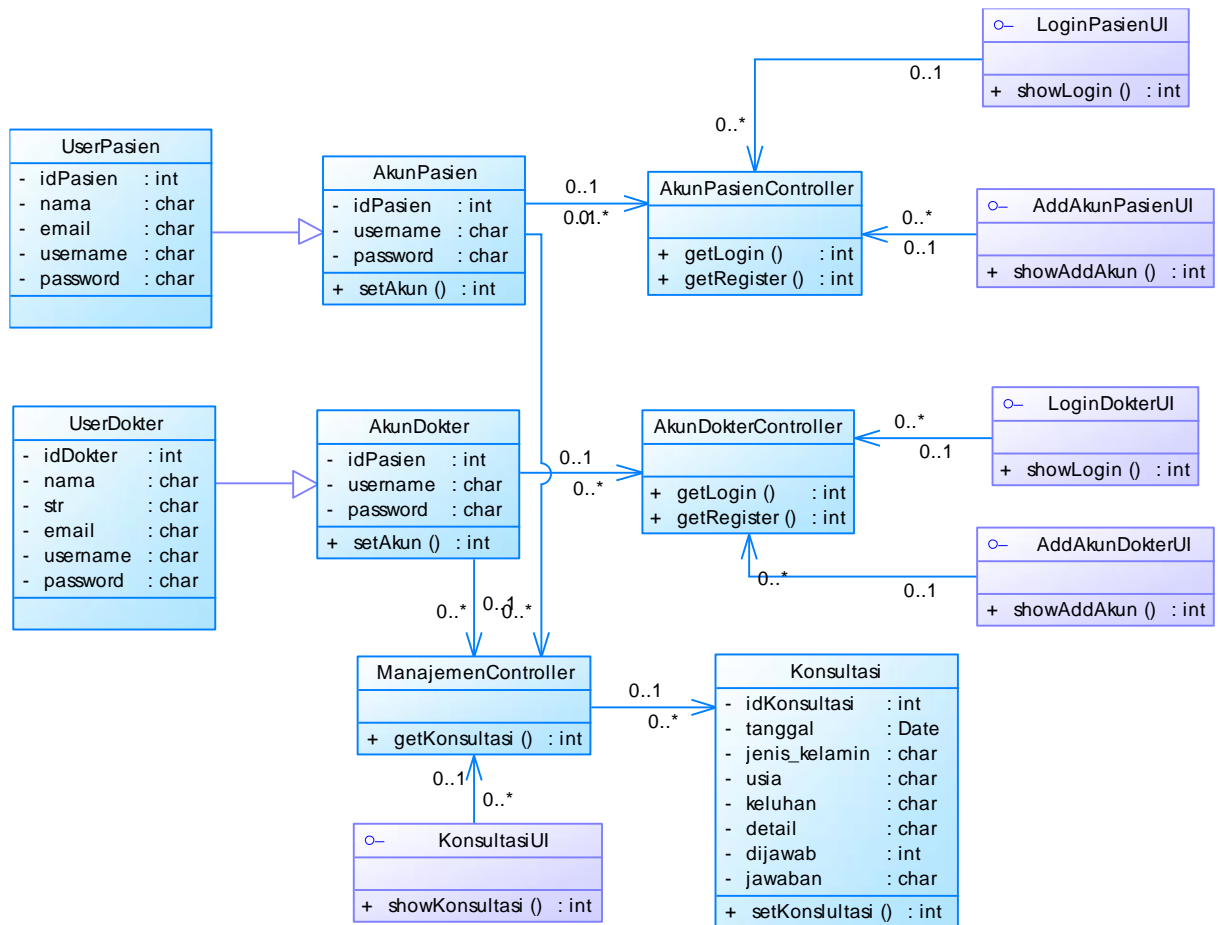 LoginPasienUI
+ showLogin () : int
0..1
0..*
UserPasien
- idPasien : int
- nama : char
- email : char
- username : char
- password : char
AkunPasien
- idPasien : int
- username : char
- password : char
+ setAkun () : int
0..1
0..*
AkunPasienController
+ getLogin () : int
+ getRegister () : int
0..*
0..1
AddAkunPasienUI
+ showAddAkun () : int
UserDokter
- idDokter : int
- nama : char
- str : char
- email : char
- username : char
- password : char
AkunDokter
- idPasien : int
- username : char
- password : char
+ setAkun () : int
0..1
0..*
AkunDokterController
+ getLogin () : int
+ getRegister () : int
0..*
0..1
LoginDokterUI
+ showLogin () : int
AddAkunDokterUI
+ showAddAkun () : int
0..*
0..1
0..*
0..1
0..*
ManajemenController
+ getKonsultasi () : int
0..1
0..*
Konsultasi
- idKonsultasi : int
- tanggal : Date
- jenis_kelamin : char
- usia : char
- keluhan : char
- detail : char
- dijawab : int
- jawaban : char
+ setKonslultasi () : int
0..1
0..*
KonsultasiUI
+ showKonsultasi () : int